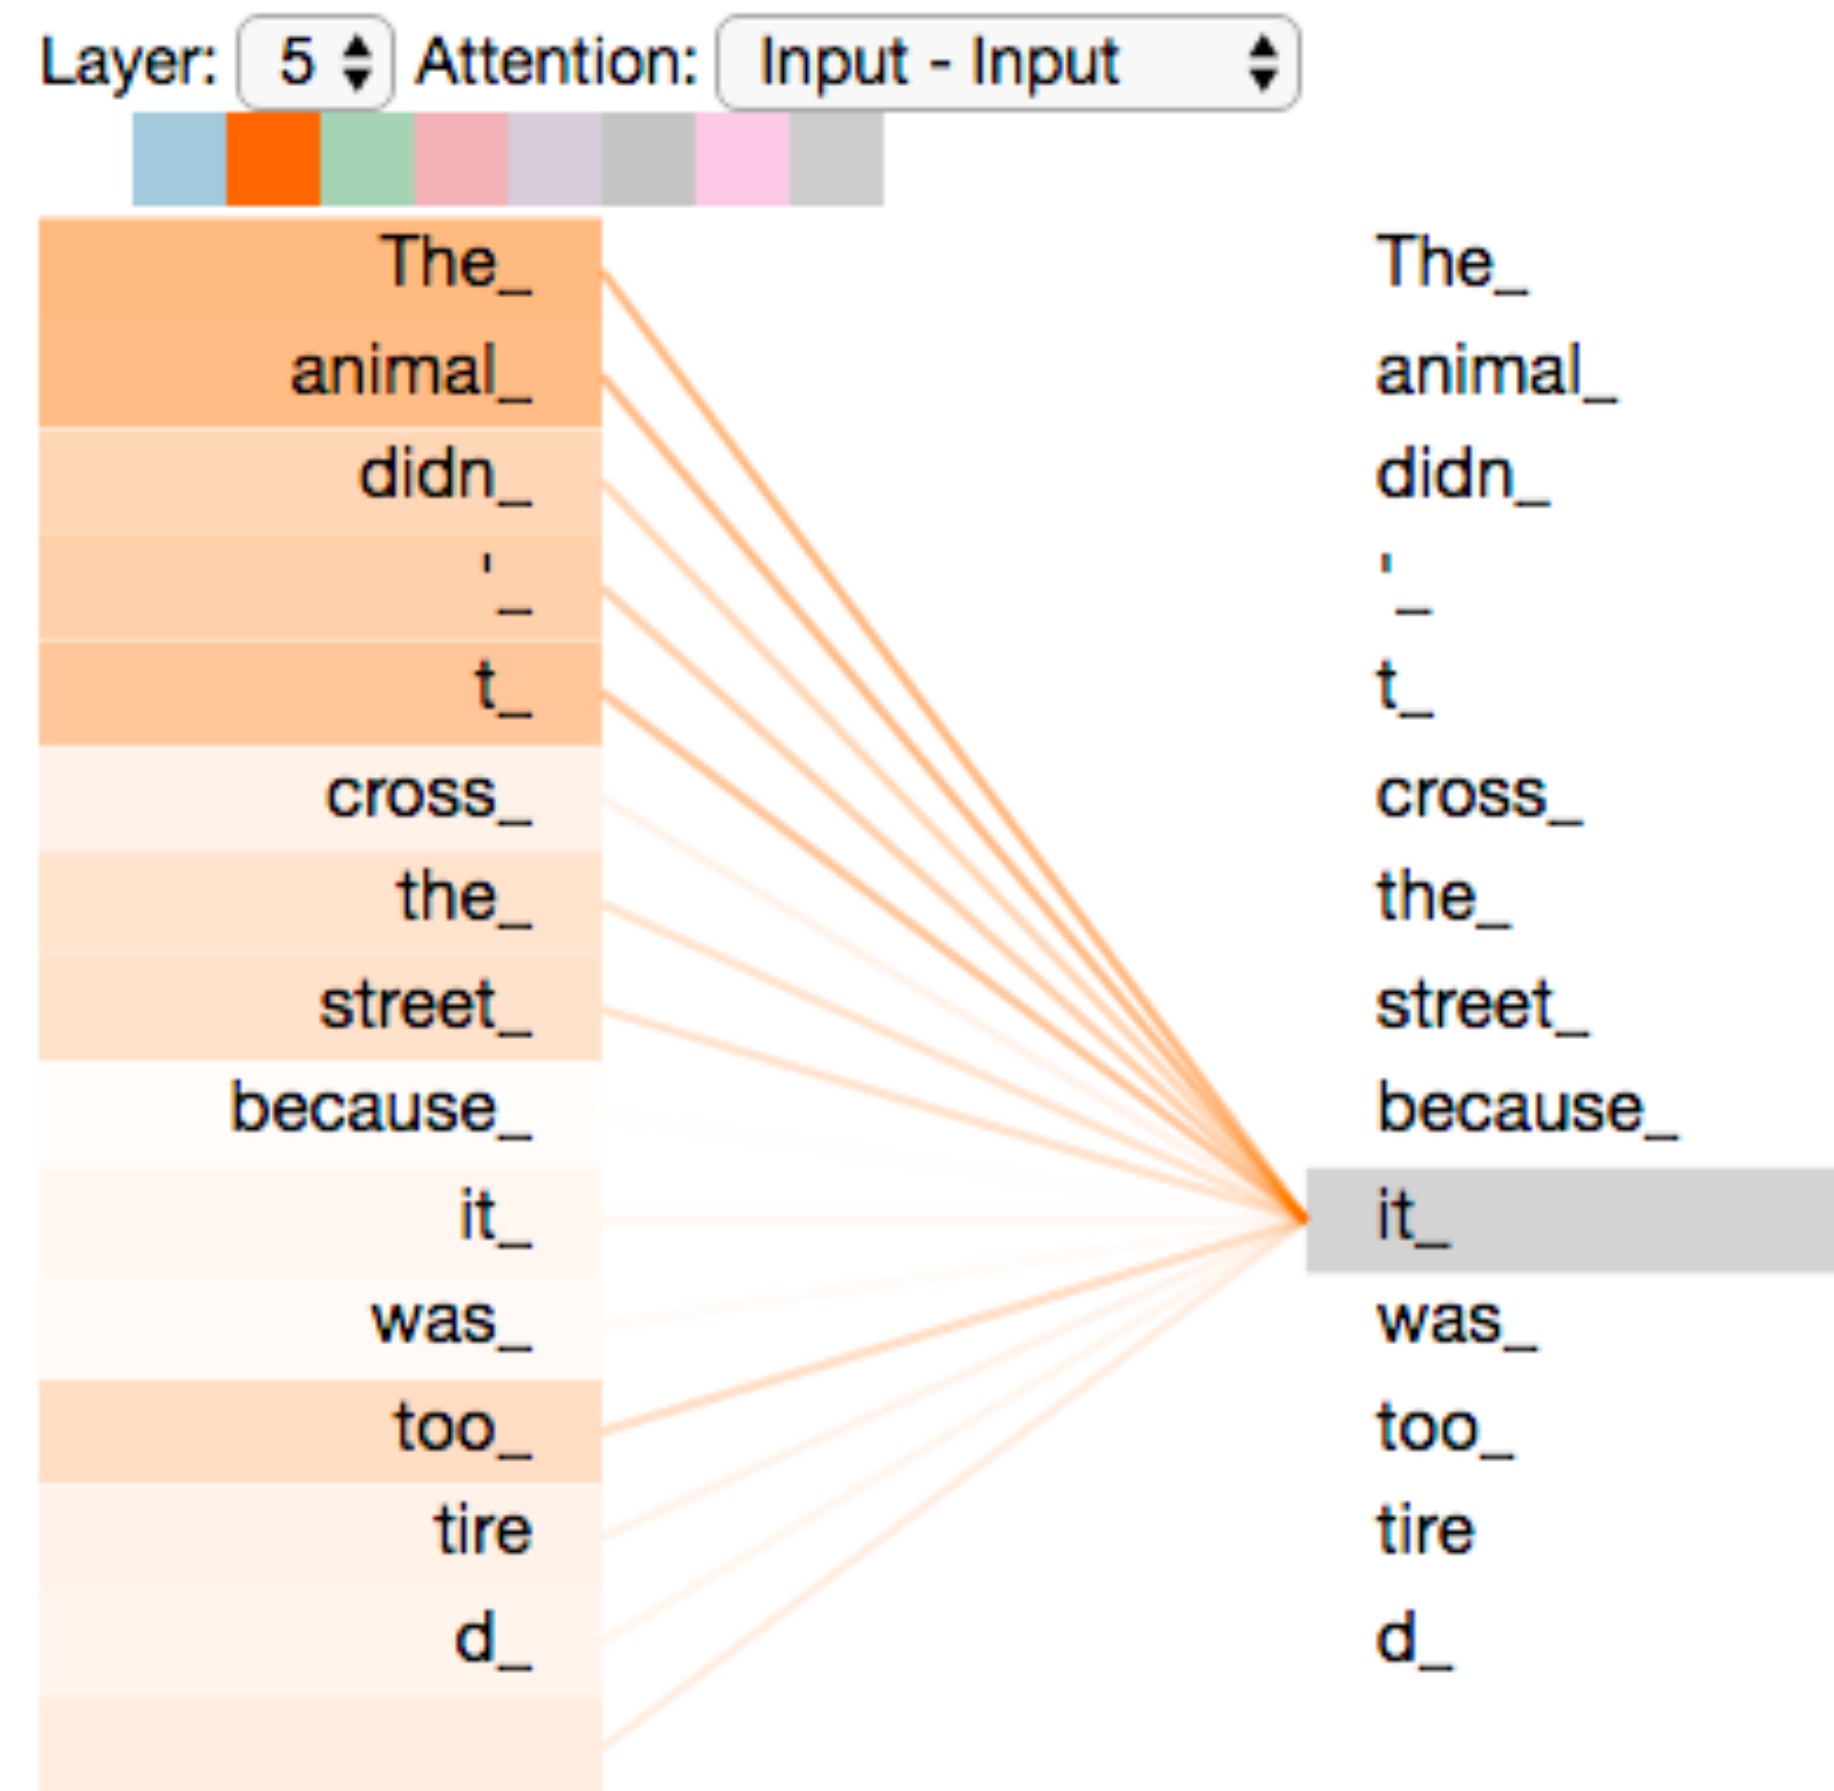 Layer: 5 Attention: Input - Input
The_ The_
animal_ animal_
didn_ didn_
'_ '_
t_ t_
cross_ cross_
the_ the_
street_ street_
because_ because_
it_ it_
was_ was_
too_ too_
tire tire
d_ d_